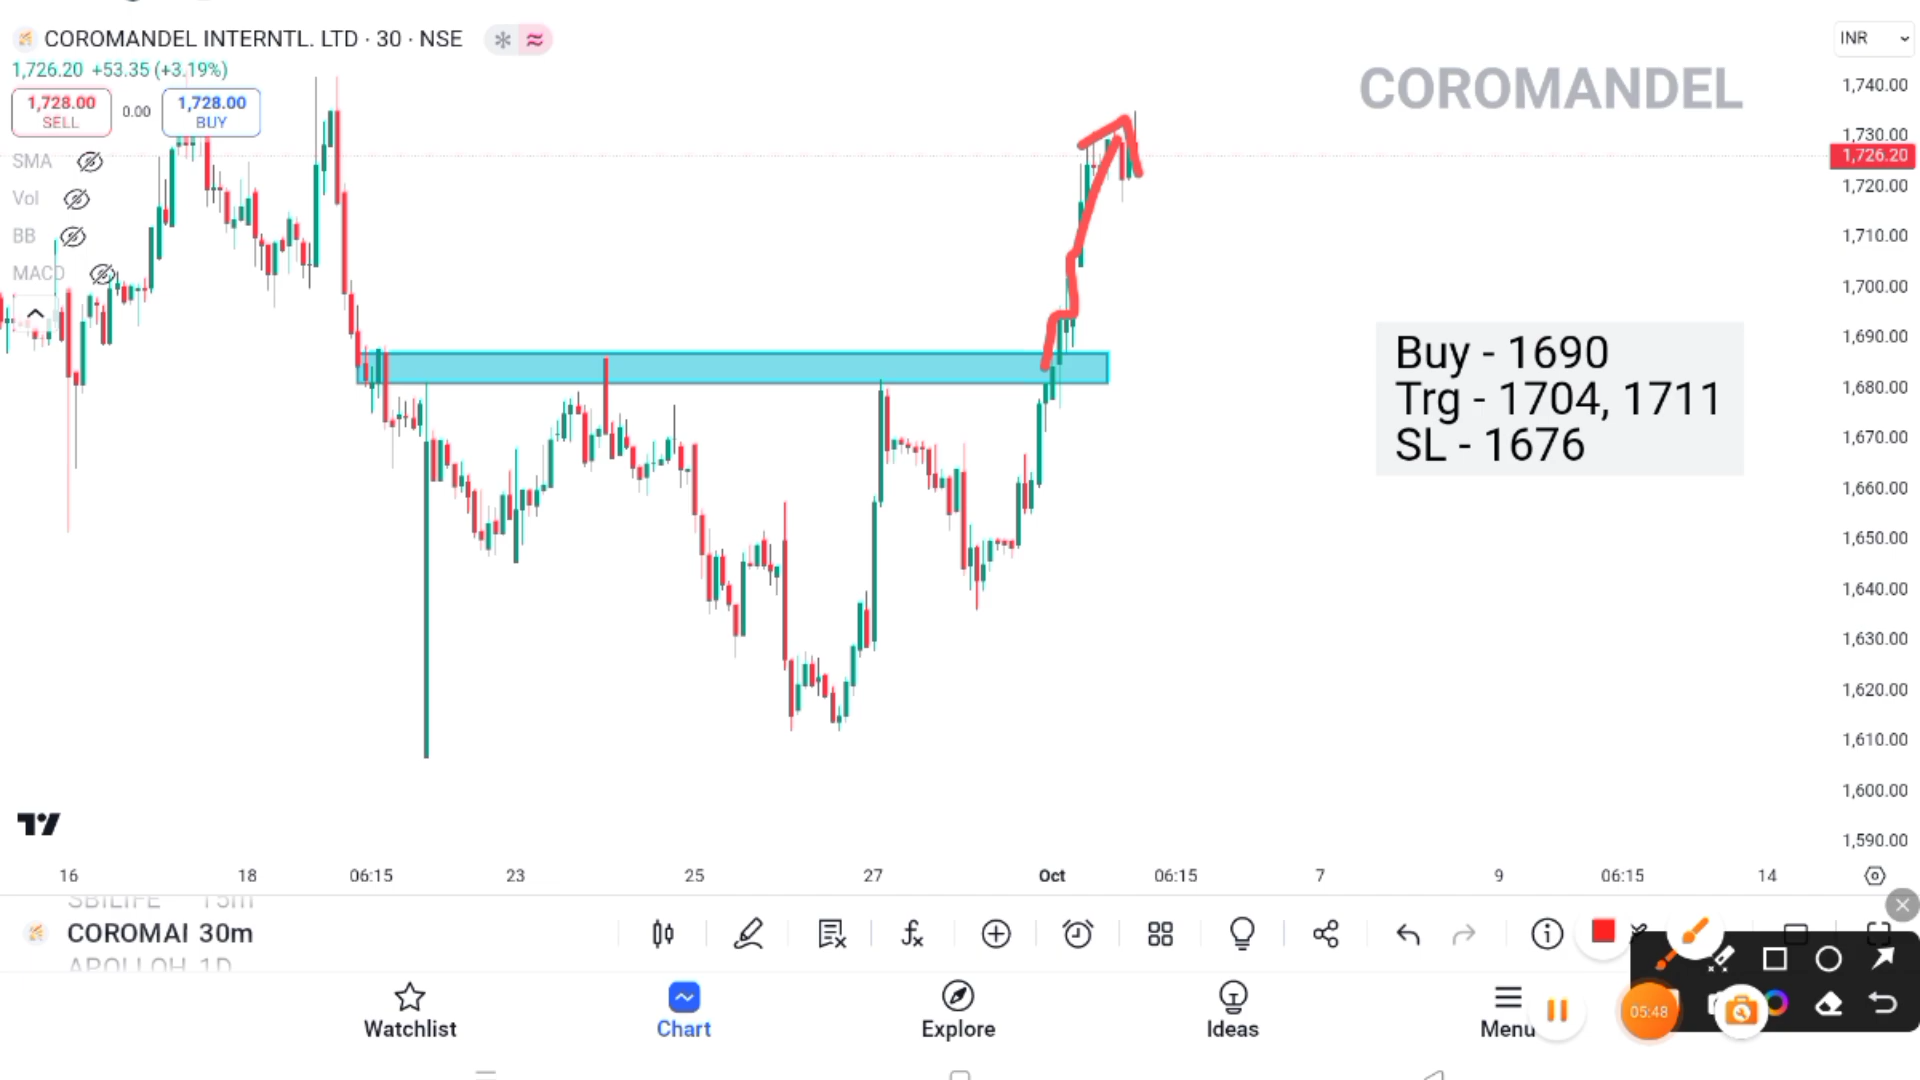 COROMANDEL INTERNTL. LTD · 30 · NSE
INR
1,726.20 +53.35 (+3.19%)
COROMANDEL
1,728.00
SELL
0.00
1,728.00
BUY
SMA
Vol
BB
MACD
1,740.00
1,730.00
1,726.20
1,720.00
1,710.00
1,700.00
1,690.00
1,680.00
1,670.00
1,660.00
1,650.00
1,640.00
1,630.00
1,620.00
1,610.00
1,600.00
1,590.00
Buy - 1690
Trg - 1704, 1711
SL - 1676
16 18 06:15 23 25 27 Oct 06:15 7 9 06:15 14
SBILIFE 15m
COROMAI 30m
APOLLOH 1D
Watchlist
Chart
Explore
Ideas
Menu
05:48